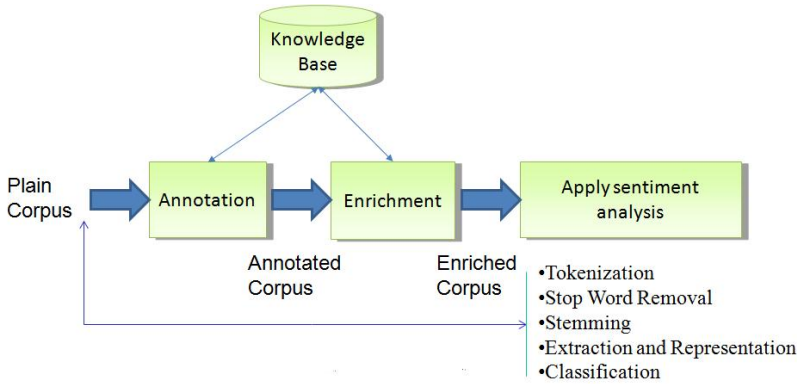 Knowledge
Base
Plain
Corpus
Annotation
Enrichment
Apply sentiment
analysis
Annotated
Corpus
Enriched
Corpus
•Tokenization
•Stop Word Removal
•Stemming
•Extraction and Representation
•Classification